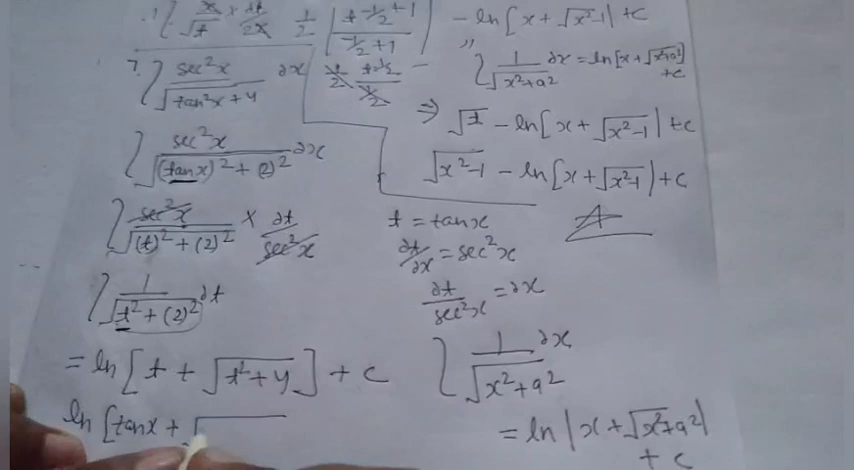 ∫ x/√t × dt/2x  1/2 | t^(-1/2+1) / (-1/2+1) |
- ln[x + √(x²-1)] + c
7. ∫ sec²x/√(tan²x+4) dx
∫ 1/√(x²+a²) dx = ln[x + √(x²+a²)] + c
⇒ √t - ln[x + √(x²-1)] + c
∫ sec²x/√((tanx)² + (2)²) dx
√(x²-1) - ln[x + √(x²-1)] + c
∫ sec²x/√((t)² + (2)²) × dt/sec²x
t = tanx
dt/dx = sec²x
∫ 1/√(t² + (2)²) dt
dt/sec²x = dx
= ln[t + √(t²+4)] + c
∫ 1/√(x²+a²) dx
ln[tanx + √
= ln|x + √(x²+a²)| + c